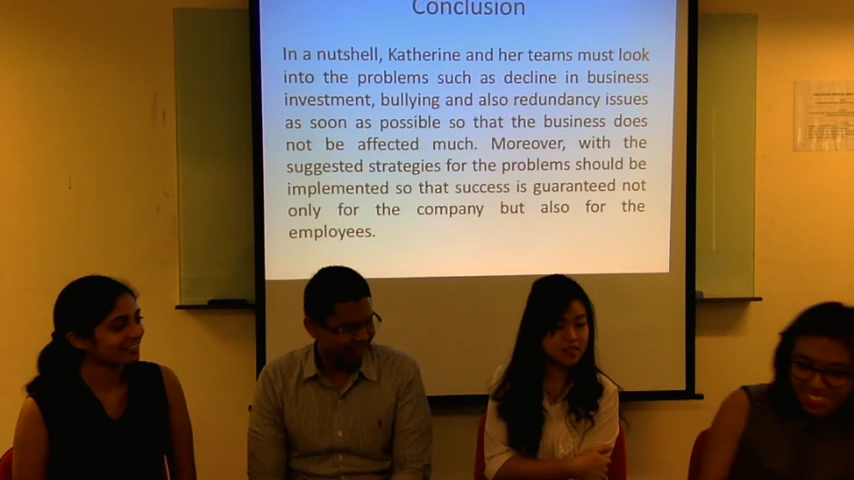 Conclusion
In a nutshell, Katherine and her teams must look
into the problems such as decline in business
investment, bullying and also redundancy issues
as soon as possible so that the business does
not be affected much. Moreover, with the
suggested strategies for the problems should be
implemented so that success is guaranteed not
only for the company but also for the
employees.